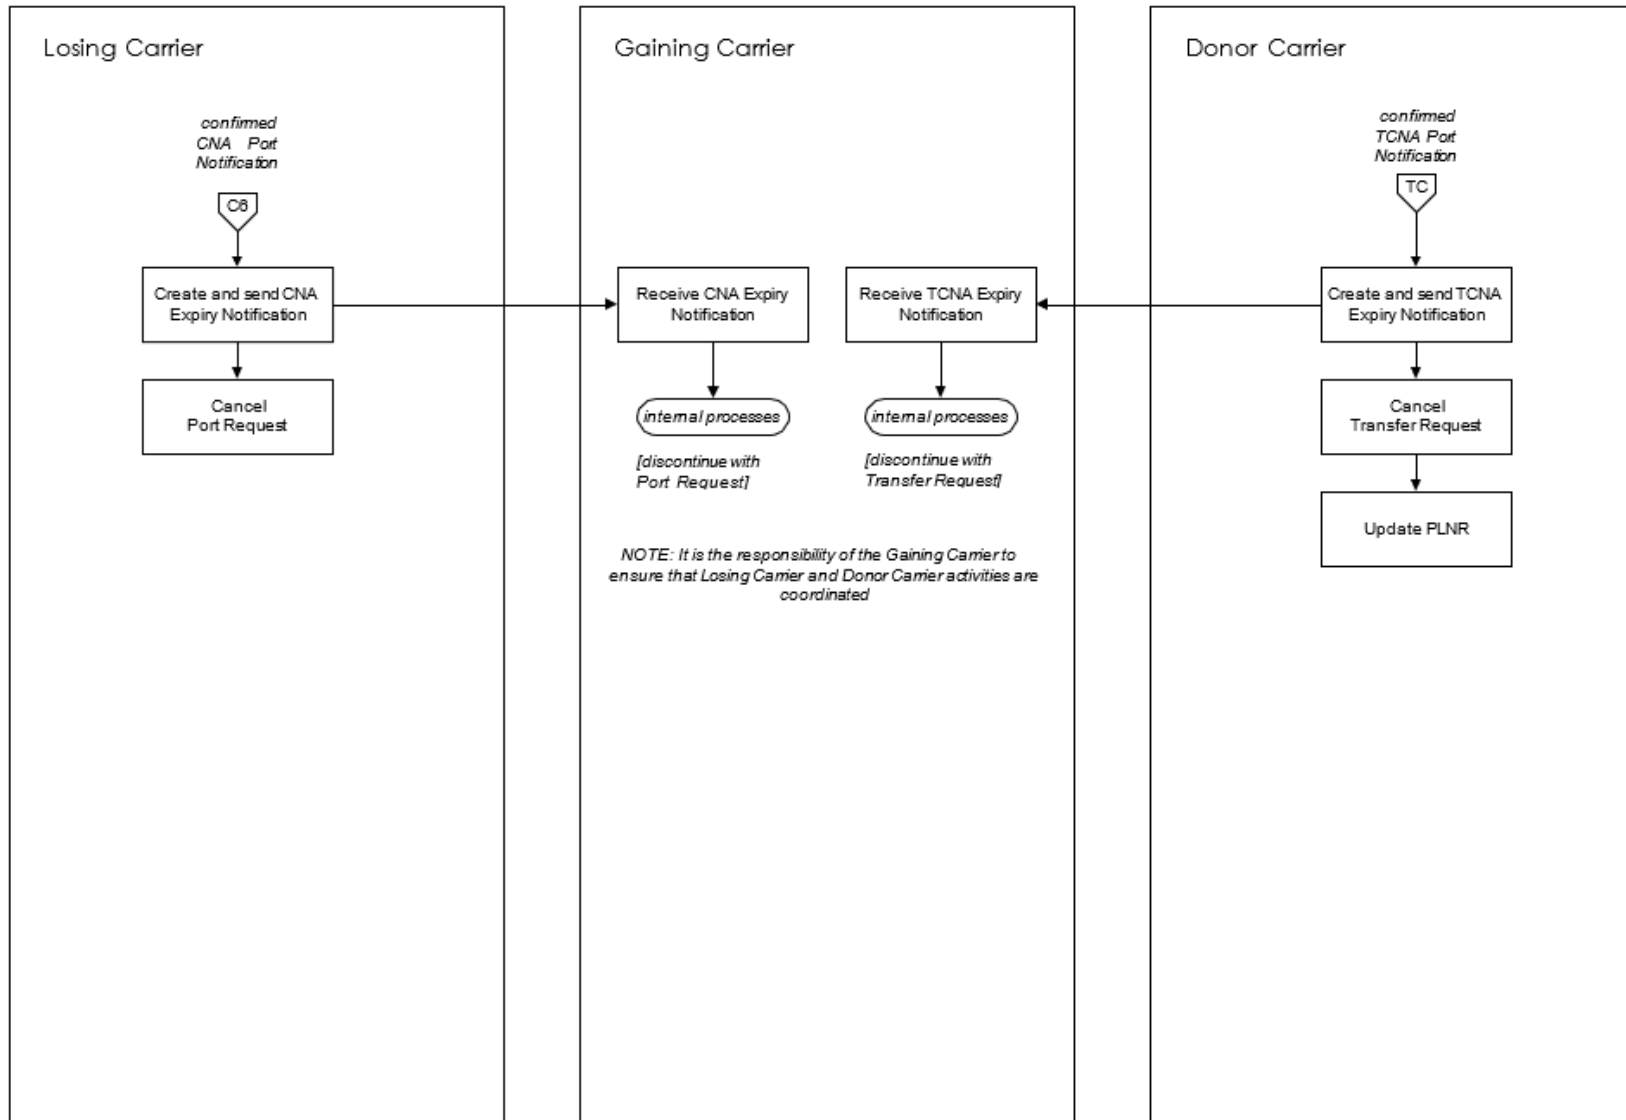 Losing Carrier
confirmed
CNA Port
Notification
C6
Create and send CNA
Expiry Notification
Cancel
Port Request
Gaining Carrier
Receive CNA Expiry
Notification
internal processes
[discontinue with
Port Request]
Receive TCNA Expiry
Notification
internal processes
[discontinue with
Transfer Request]
NOTE: It is the responsibility of the Gaining Carrier to
ensure that Losing Carrier and Donor Carrier activities are
coordinated
Donor Carrier
confirmed
TCNA Port
Notification
TC
Create and send TCNA
Expiry Notification
Cancel
Transfer Request
Update PLNR